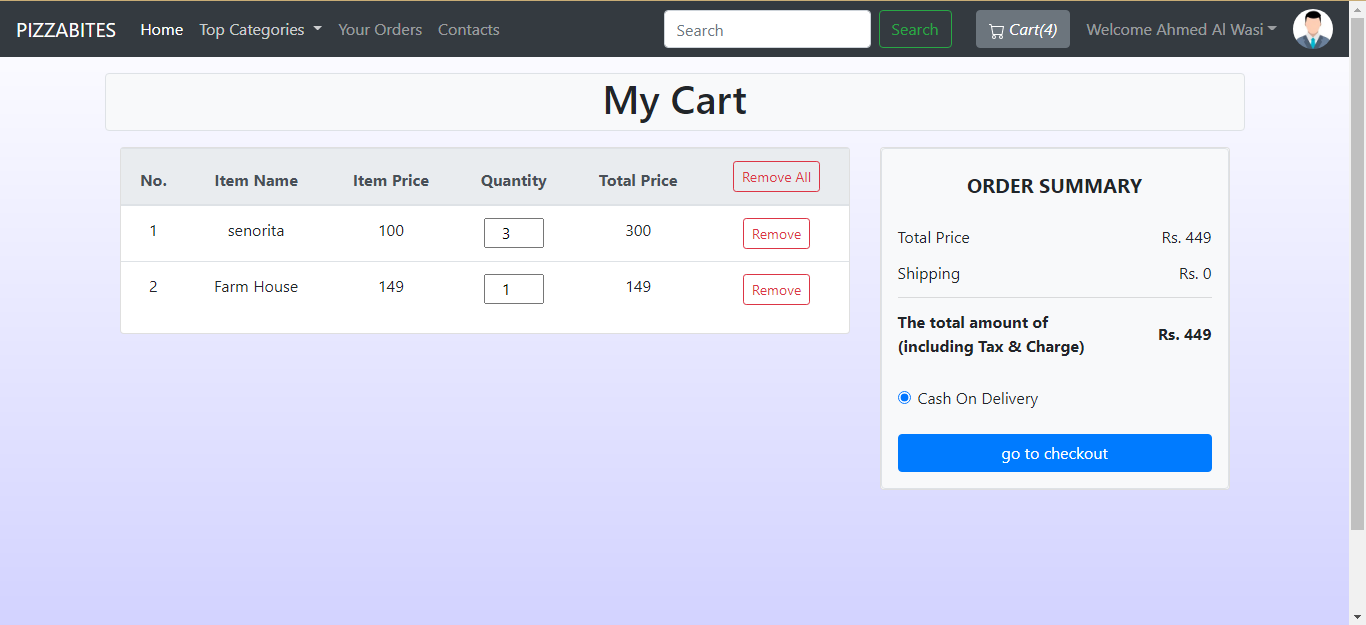 PIZZABITES Home Top Categories Your Orders Contacts Search Search Cart(4) Welcome Ahmed Al Wasi
My Cart
No. Item Name Item Price Quantity Total Price Remove All
1 senorita 100 3 300 Remove
2 Farm House 149 1 149 Remove
ORDER SUMMARY
Total Price Rs. 449
Shipping Rs. 0
The total amount of
(including Tax & Charge) Rs. 449
Cash On Delivery
go to checkout